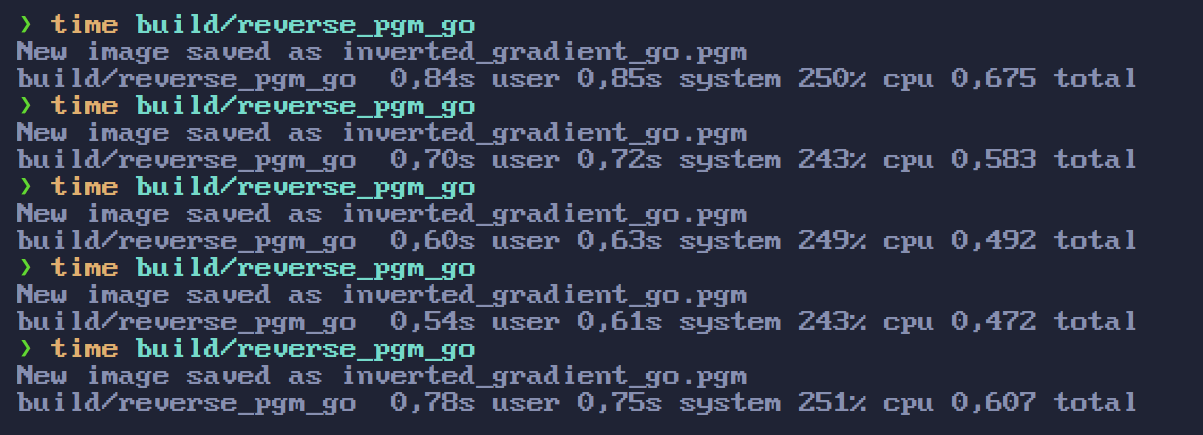 ❯ time build/reverse_pgm_go
New image saved as inverted_gradient_go.pgm
build/reverse_pgm_go  0,84s user 0,85s system 250% cpu 0,675 total
❯ time build/reverse_pgm_go
New image saved as inverted_gradient_go.pgm
build/reverse_pgm_go  0,70s user 0,72s system 243% cpu 0,583 total
❯ time build/reverse_pgm_go
New image saved as inverted_gradient_go.pgm
build/reverse_pgm_go  0,60s user 0,63s system 249% cpu 0,492 total
❯ time build/reverse_pgm_go
New image saved as inverted_gradient_go.pgm
build/reverse_pgm_go  0,54s user 0,61s system 243% cpu 0,472 total
❯ time build/reverse_pgm_go
New image saved as inverted_gradient_go.pgm
build/reverse_pgm_go  0,78s user 0,75s system 251% cpu 0,607 total